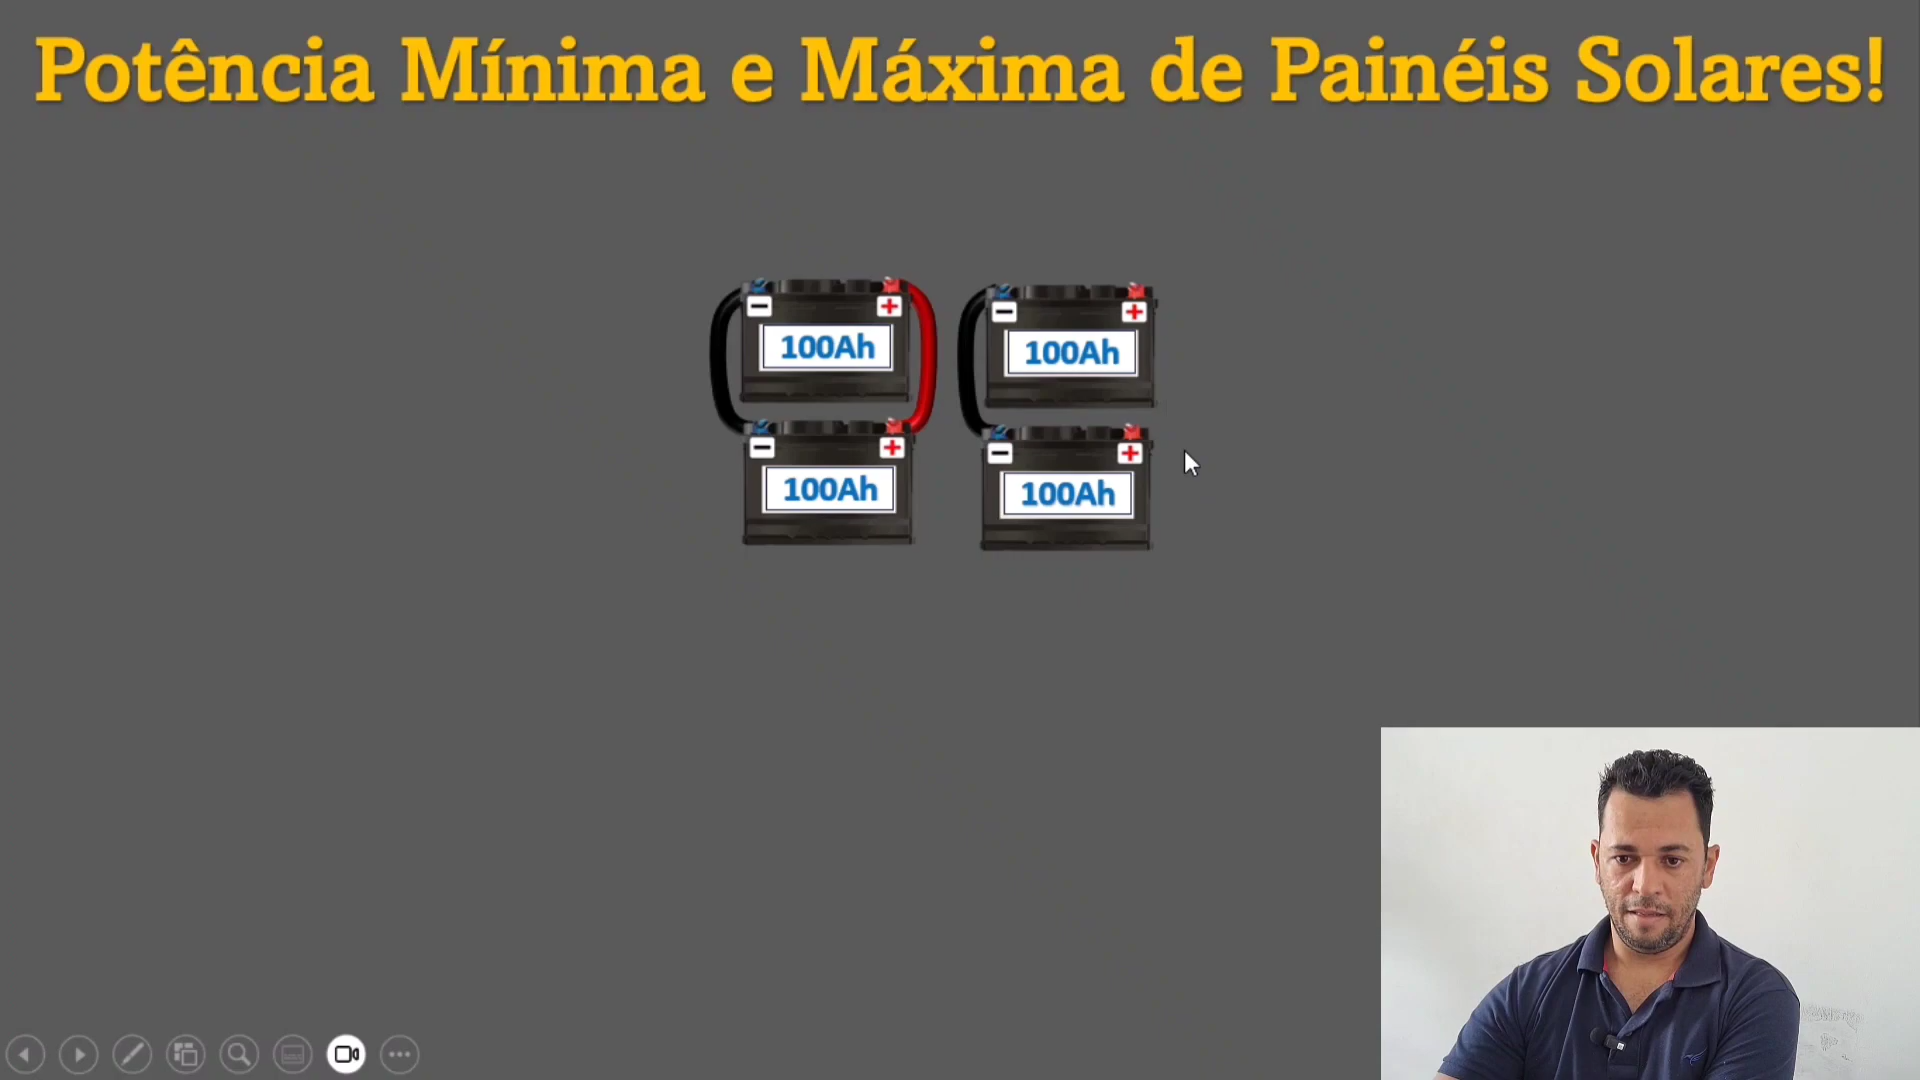 Potência Mínima e Máxima de Painéis Solares!
− + − +
100Ah 100Ah
− + − +
100Ah 100Ah